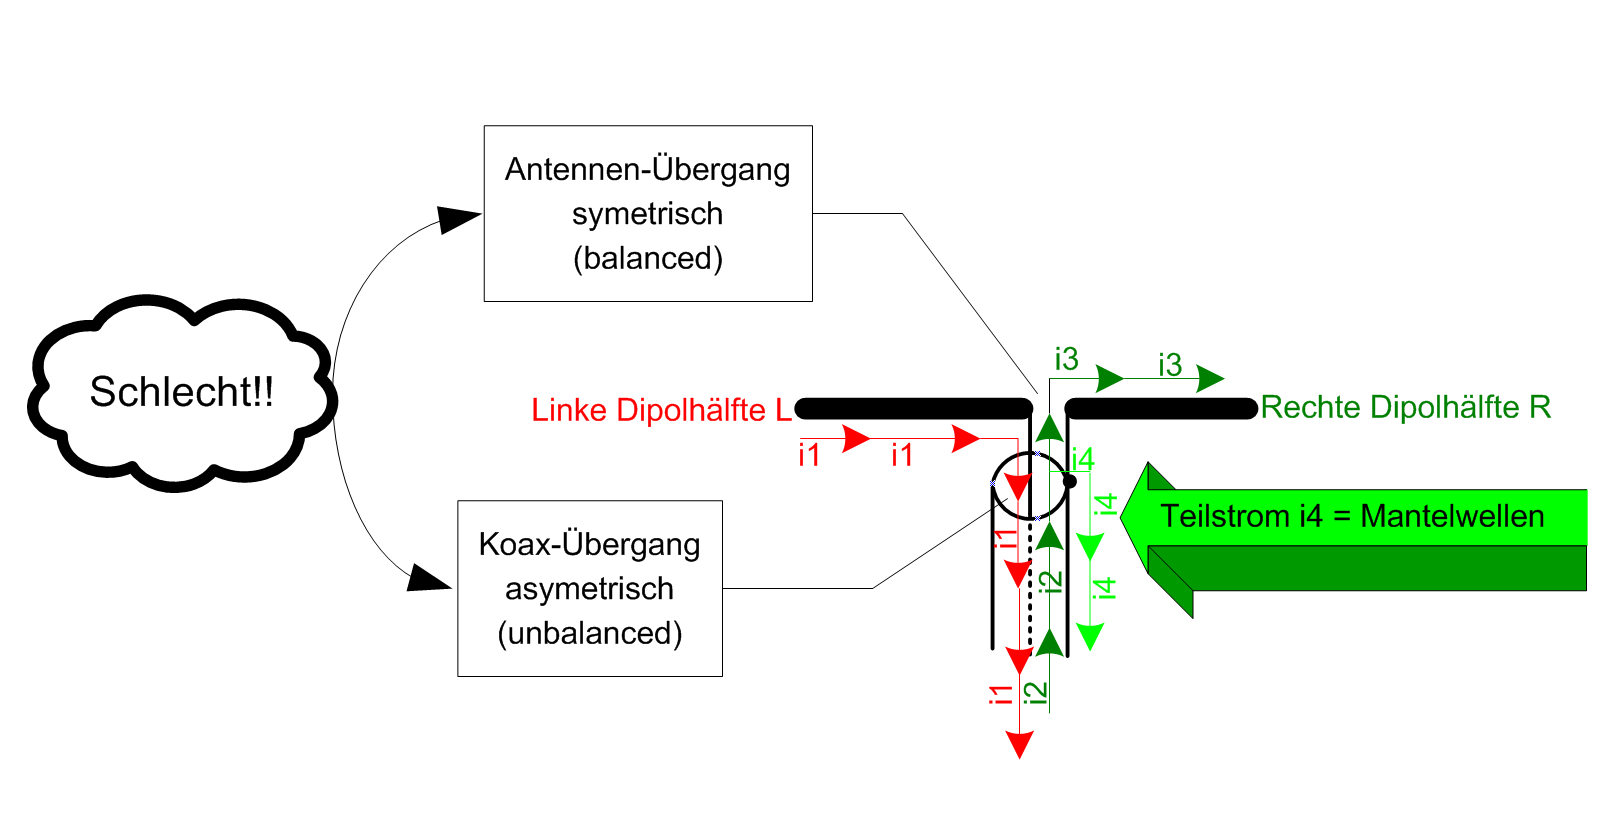 Antennen-Übergang
symetrisch
(balanced)
Schlecht!!
i3
i3
Linke Dipolhälfte L
Rechte Dipolhälfte R
i1
i1
i4
i4
Teilstrom i4 = Mantelwellen
Koax-Übergang
asymetrisch
(unbalanced)
i1
i2
i4
i1
i2